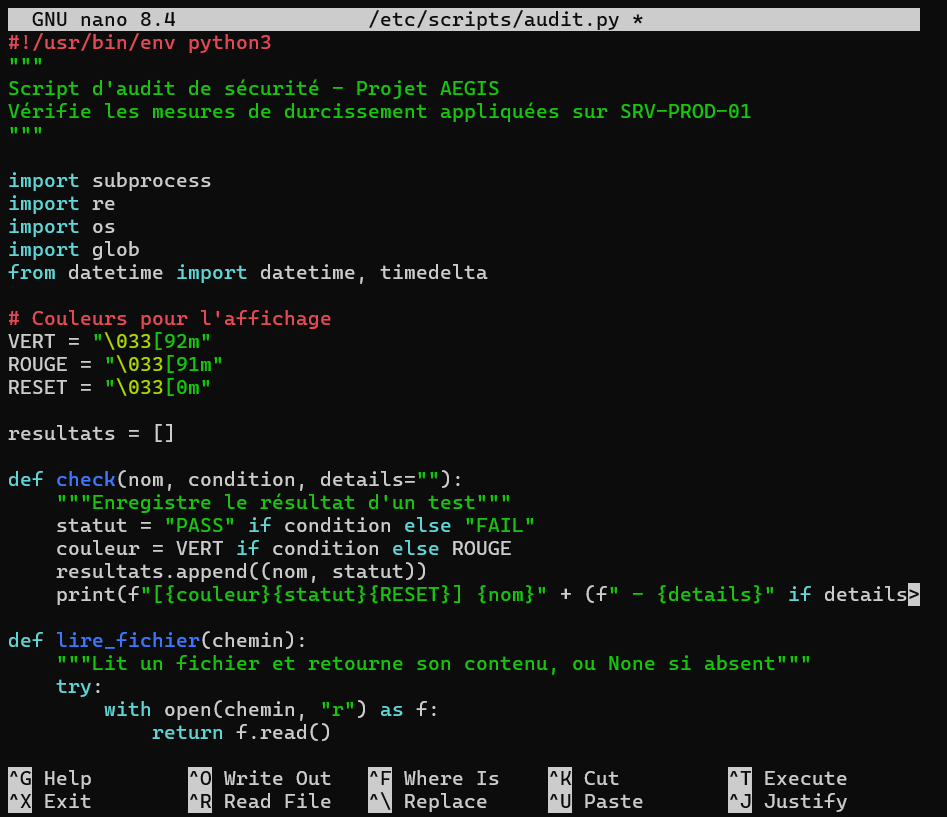 GNU nano 8.4 /etc/scripts/audit.py *
#!/usr/bin/env python3
"""
Script d'audit de sécurité - Projet AEGIS
Vérifie les mesures de durcissement appliquées sur SRV-PROD-01
"""
import subprocess
import re
import os
import glob
from datetime import datetime, timedelta
# Couleurs pour l'affichage
VERT = "\033[92m"
ROUGE = "\033[91m"
RESET = "\033[0m"
resultats = []
def check(nom, condition, details=""):
    """Enregistre le résultat d'un test"""
    statut = "PASS" if condition else "FAIL"
    couleur = VERT if condition else ROUGE
    resultats.append((nom, statut))
    print(f"[{couleur}{statut}{RESET}] {nom}" + (f" - {details}" if details>
def lire_fichier(chemin):
    """Lit un fichier et retourne son contenu, ou None si absent"""
    try:
        with open(chemin, "r") as f:
            return f.read()
^G Help ^O Write Out ^F Where Is ^K Cut ^T Execute
^X Exit ^R Read File ^\ Replace ^U Paste ^J Justify